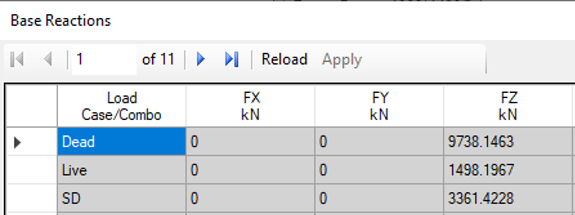 Base Reactions
1 of 11 Reload Apply
Load Case/Combo FX kN FY kN FZ kN
Dead 0 0 9738.1463
Live 0 0 1498.1967
SD 0 0 3361.4228